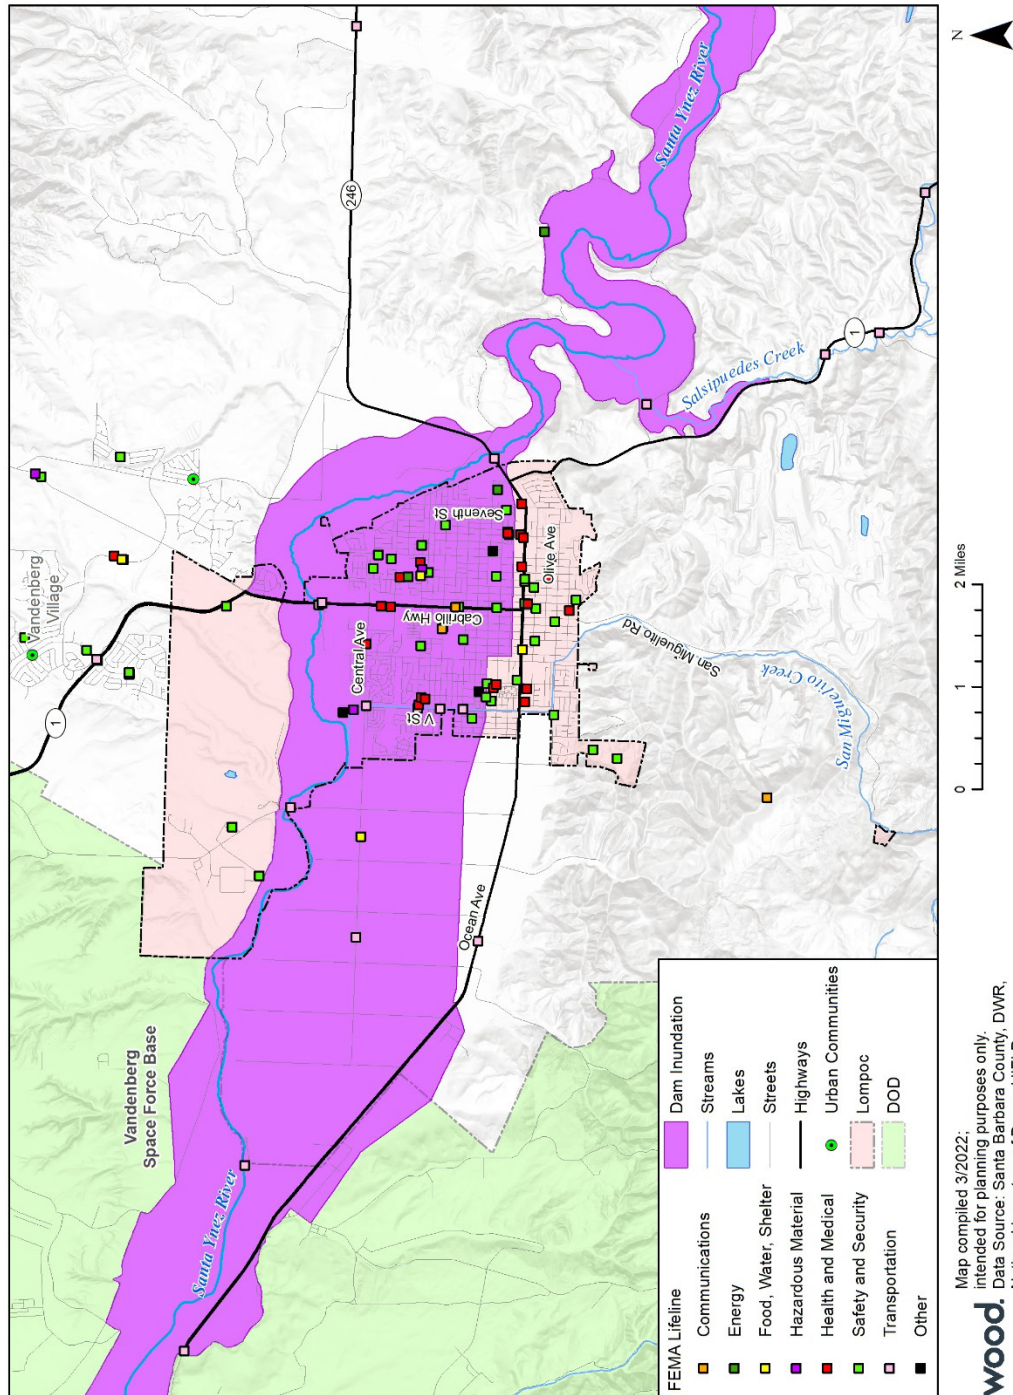 Vandenberg
Village
1
246
Santa Ynez River
Vandenberg
Space Force Base
Santa Ynez River
Central Ave
V St
Cabrillo Hwy
Seventh St
Olive Ave
Ocean Ave
Salsipuedes Creek
1
San Miguelito Rd
San Miguelito Creek
FEMA Lifeline
Communications
Energy
Food, Water, Shelter
Hazardous Material
Health and Medical
Safety and Security
Transportation
Other
Dam Inundation
Streams
Lakes
Streets
Highways
Urban Communities
Lompoc
DOD
0 1 2 Miles
N
wood.
Map compiled 3/2022;
intended for planning purposes only.
Data Source: Santa Barbara County, DWR,